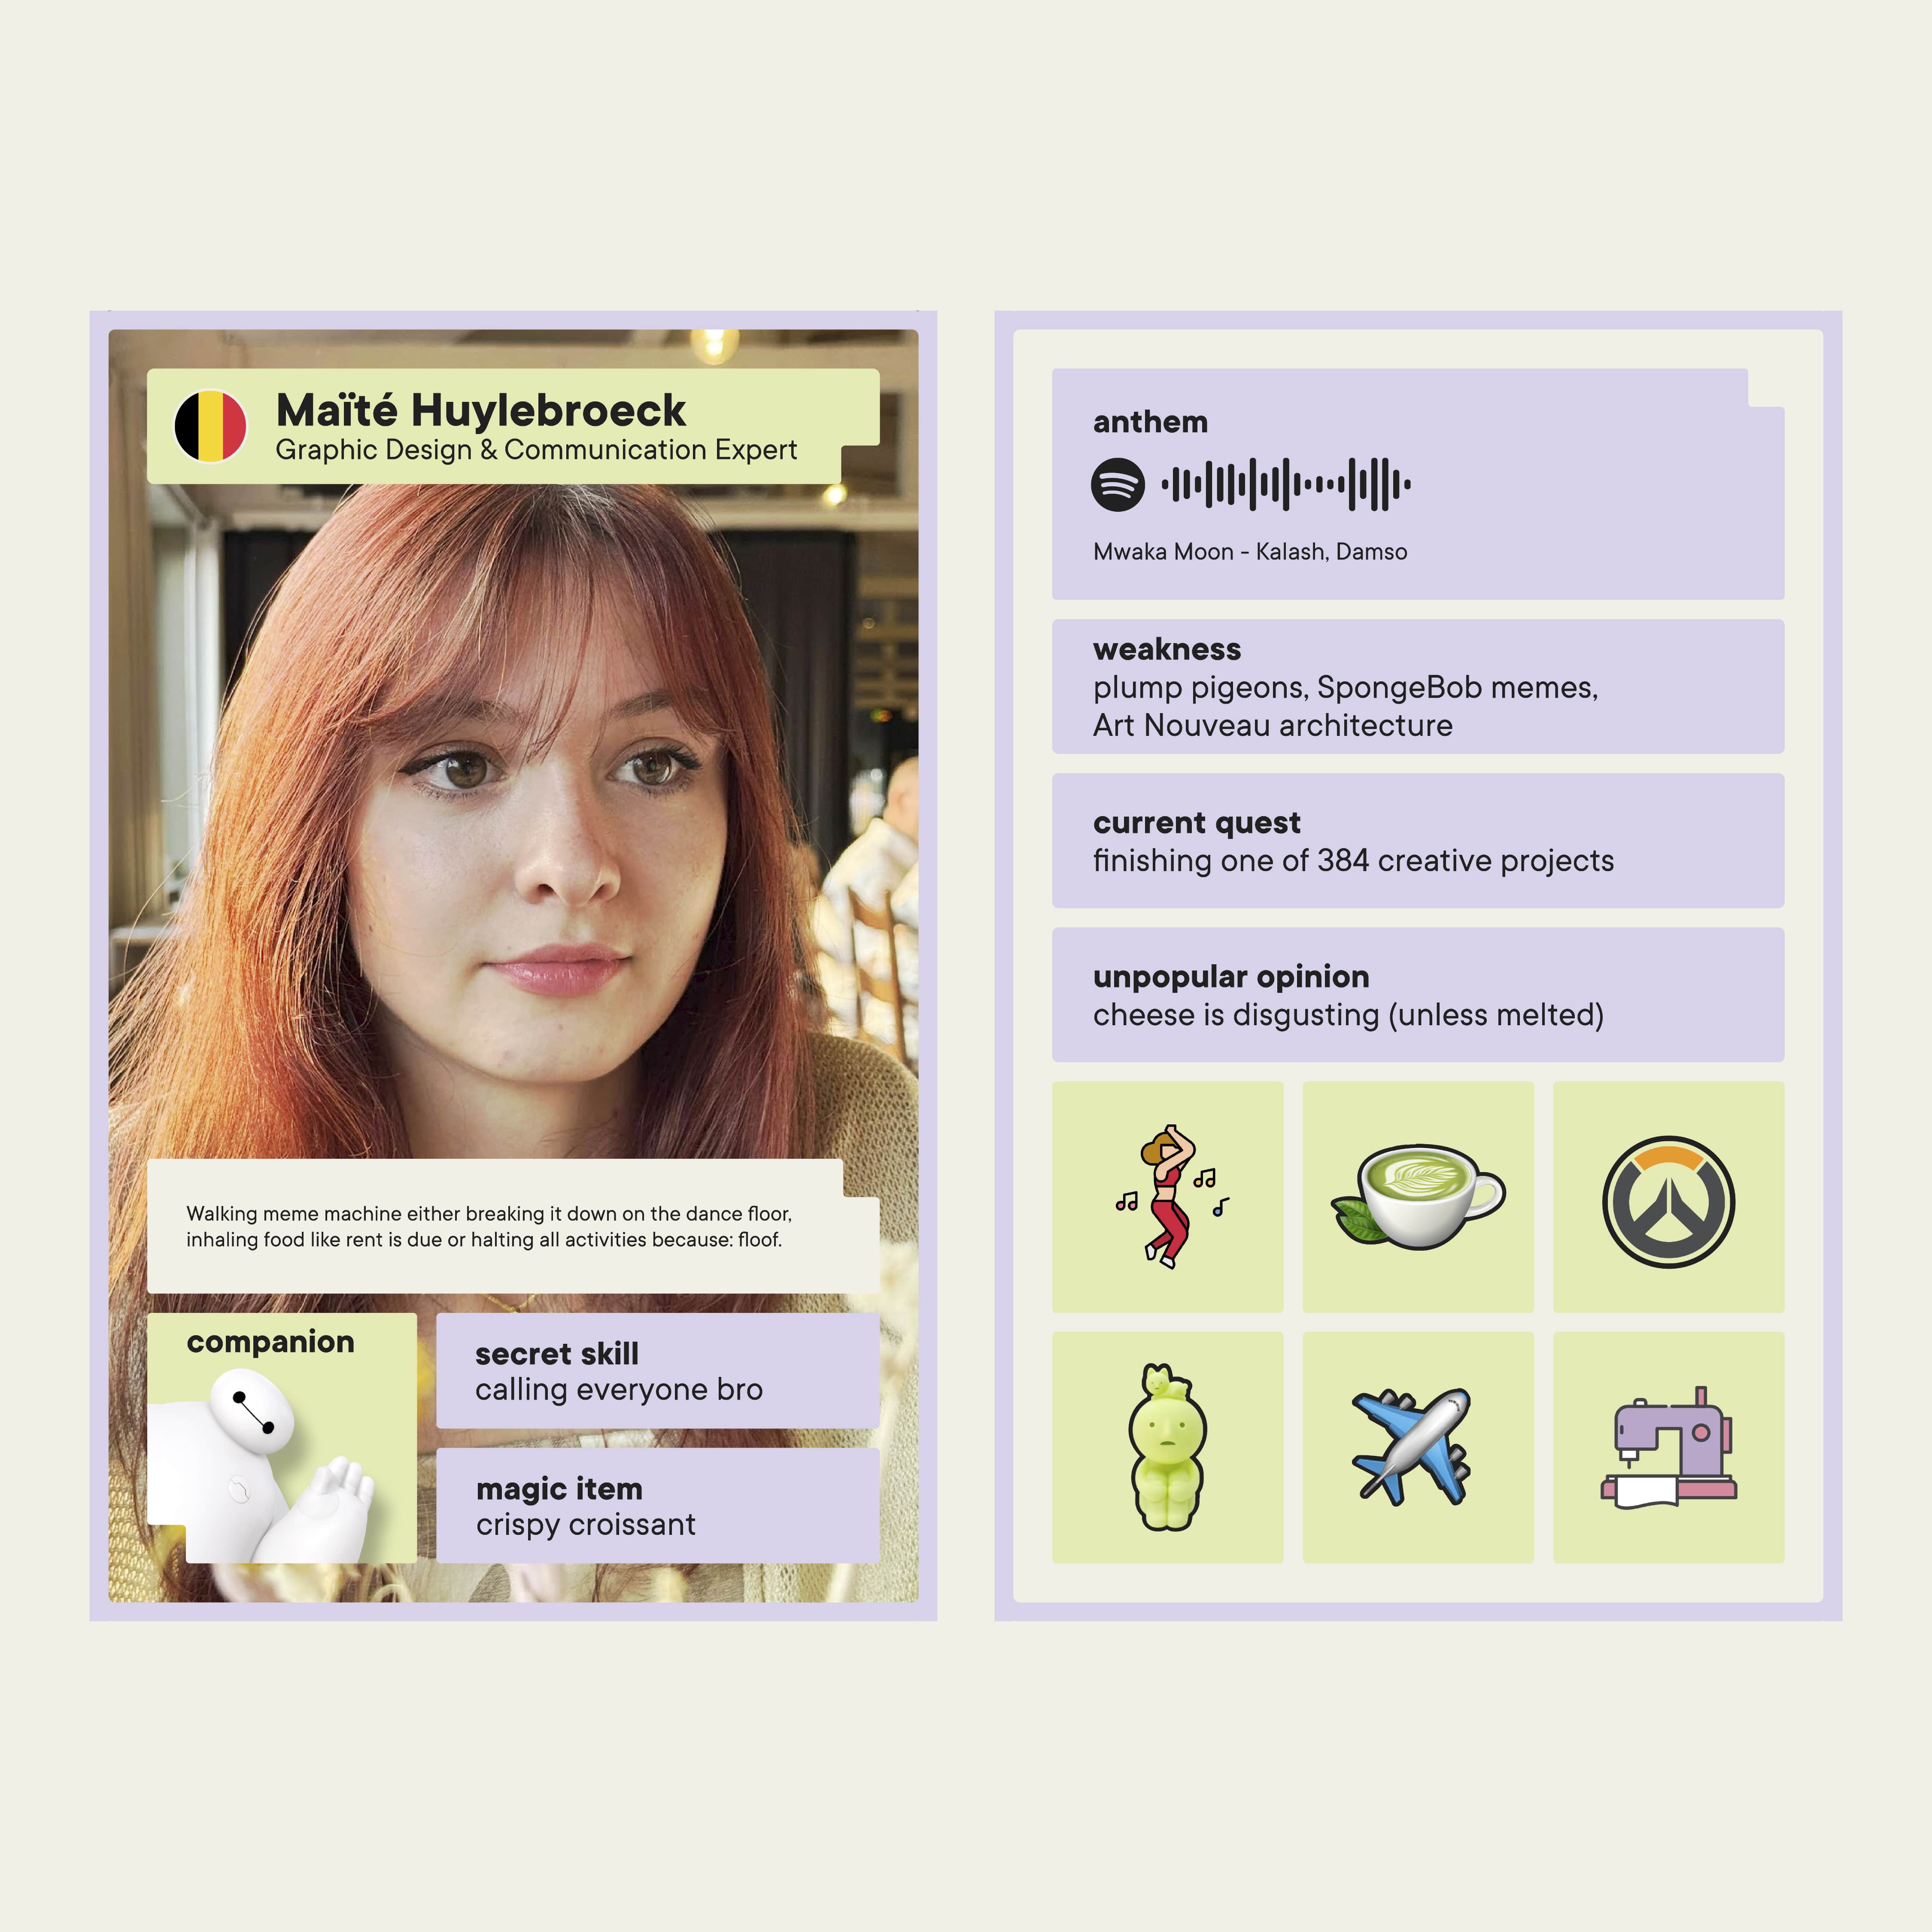 Maïté Huylebroeck
Graphic Design & Communication Expert
Walking meme machine either breaking it down on the dance floor,
inhaling food like rent is due or halting all activities because: floof.
companion
secret skill
calling everyone bro
magic item
crispy croissant
anthem
Mwaka Moon - Kalash, Damso
weakness
plump pigeons, SpongeBob memes,
Art Nouveau architecture
current quest
finishing one of 384 creative projects
unpopular opinion
cheese is disgusting (unless melted)